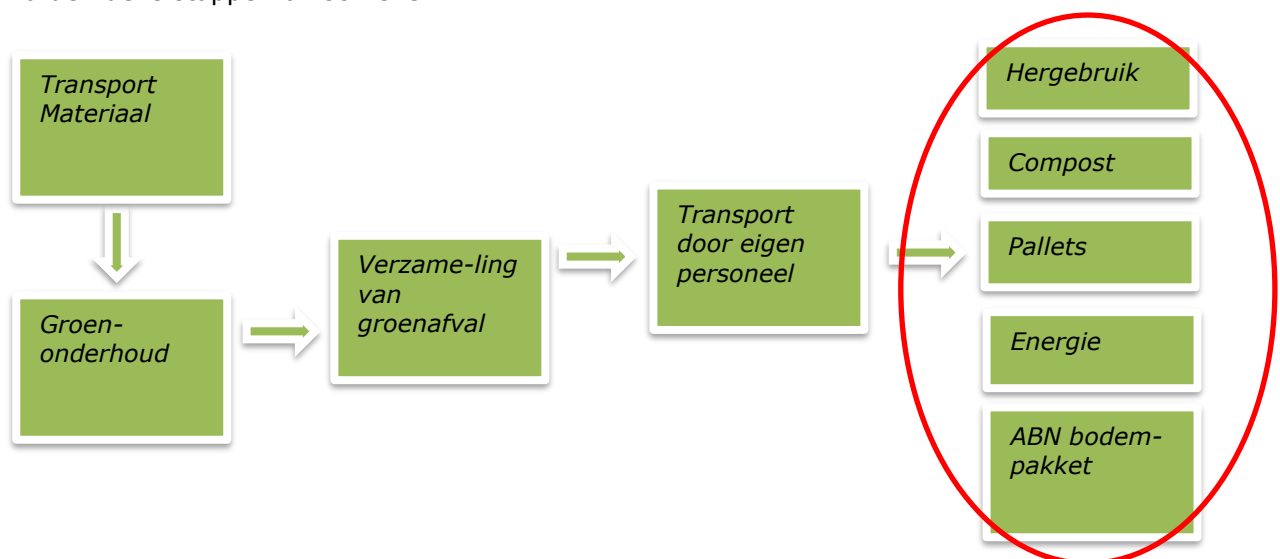 Transport
Materiaal
Groen-
onderhoud
Verzame-ling
van
groenafval
Transport
door eigen
personeel
Hergebruik
Compost
Pallets
Energie
ABN bodem-
pakket